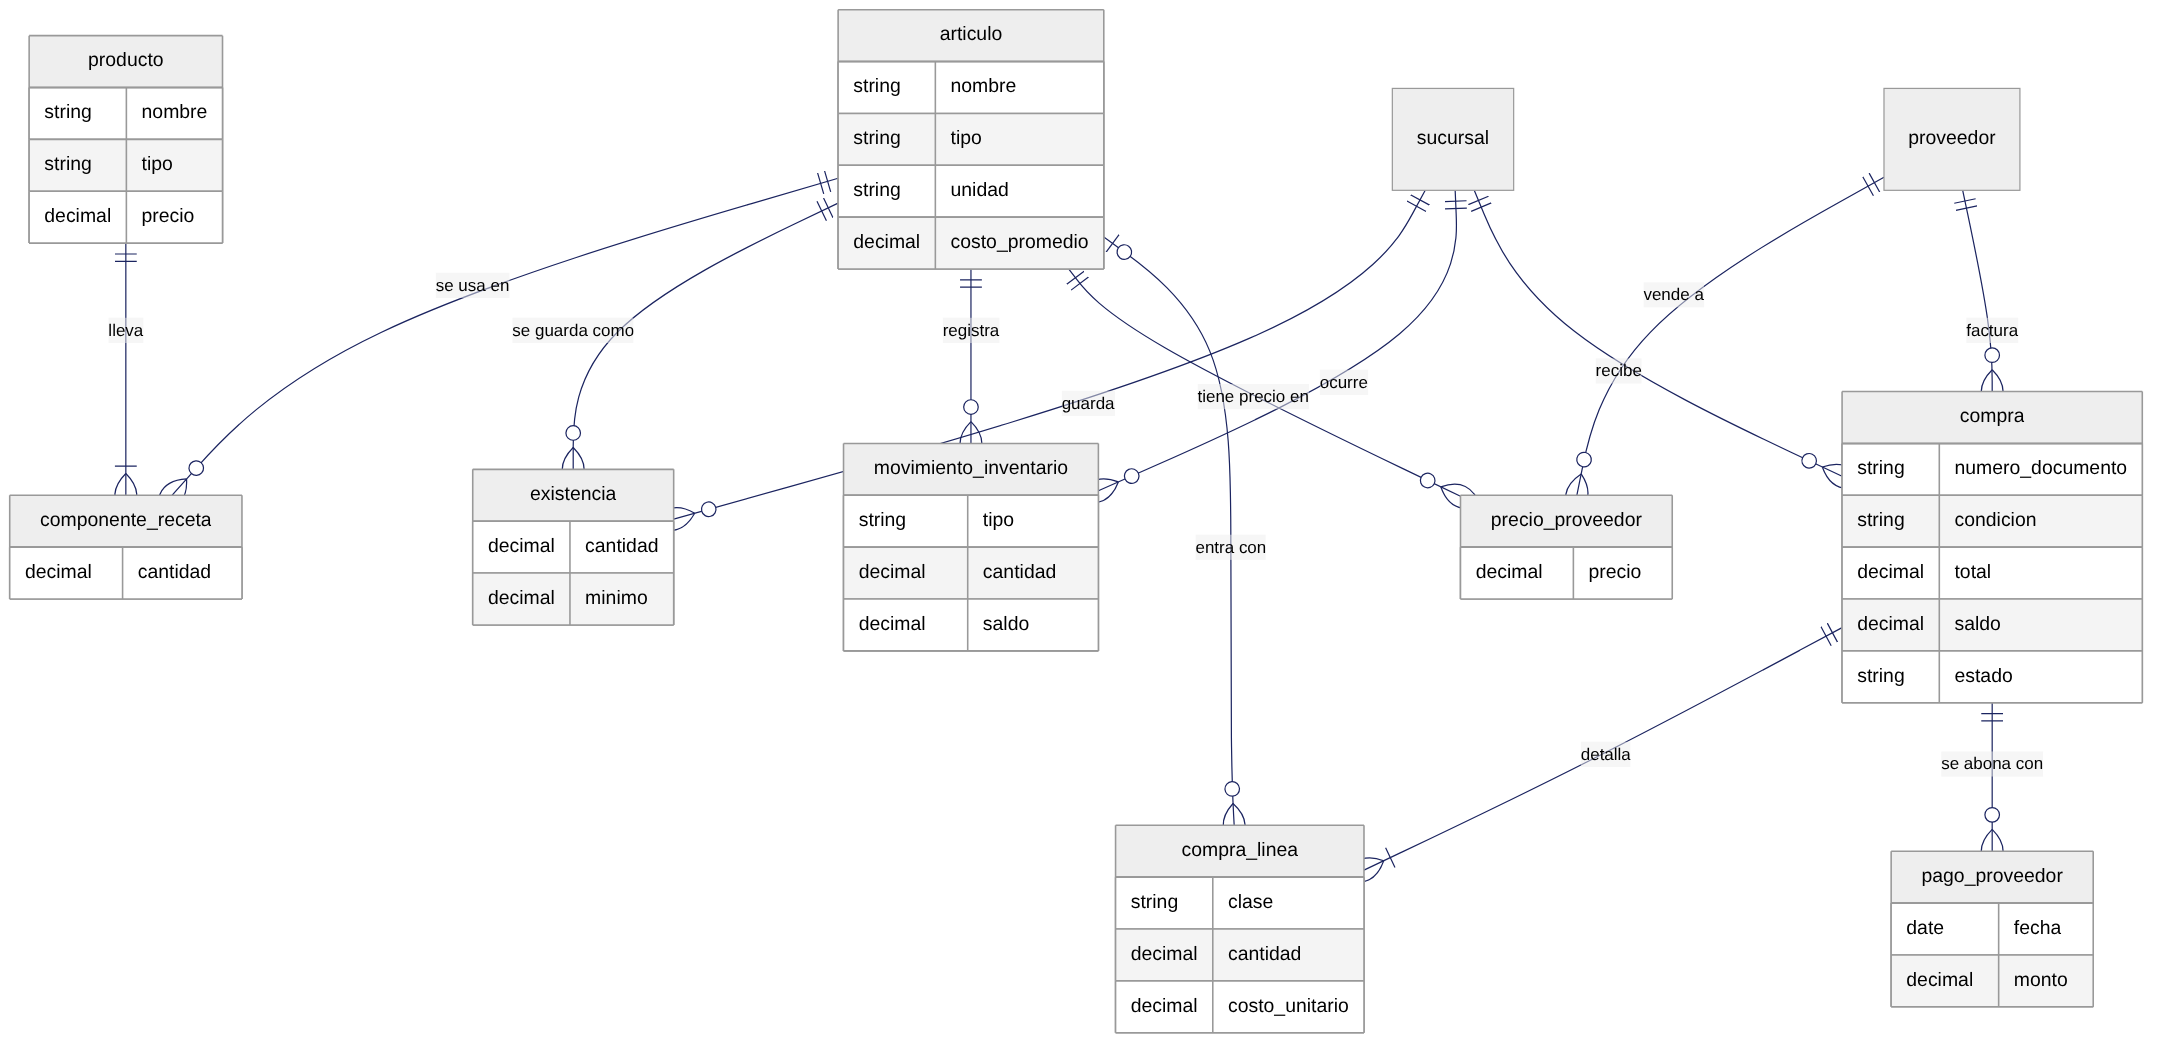 articulo
string nombre
string tipo
string unidad
decimal costo_promedio
producto
string nombre
string tipo
decimal precio
sucursal
proveedor
se usa en
lleva
se guarda como
registra
guarda
tiene precio en
ocurre
vende a
recibe
factura
entra con
componente_receta
decimal cantidad
existencia
decimal cantidad
decimal minimo
movimiento_inventario
string tipo
decimal cantidad
decimal saldo
precio_proveedor
decimal precio
compra
string numero_documento
string condicion
decimal total
decimal saldo
string estado
detalla
se abona con
compra_linea
string clase
decimal cantidad
decimal costo_unitario
pago_proveedor
date fecha
decimal monto